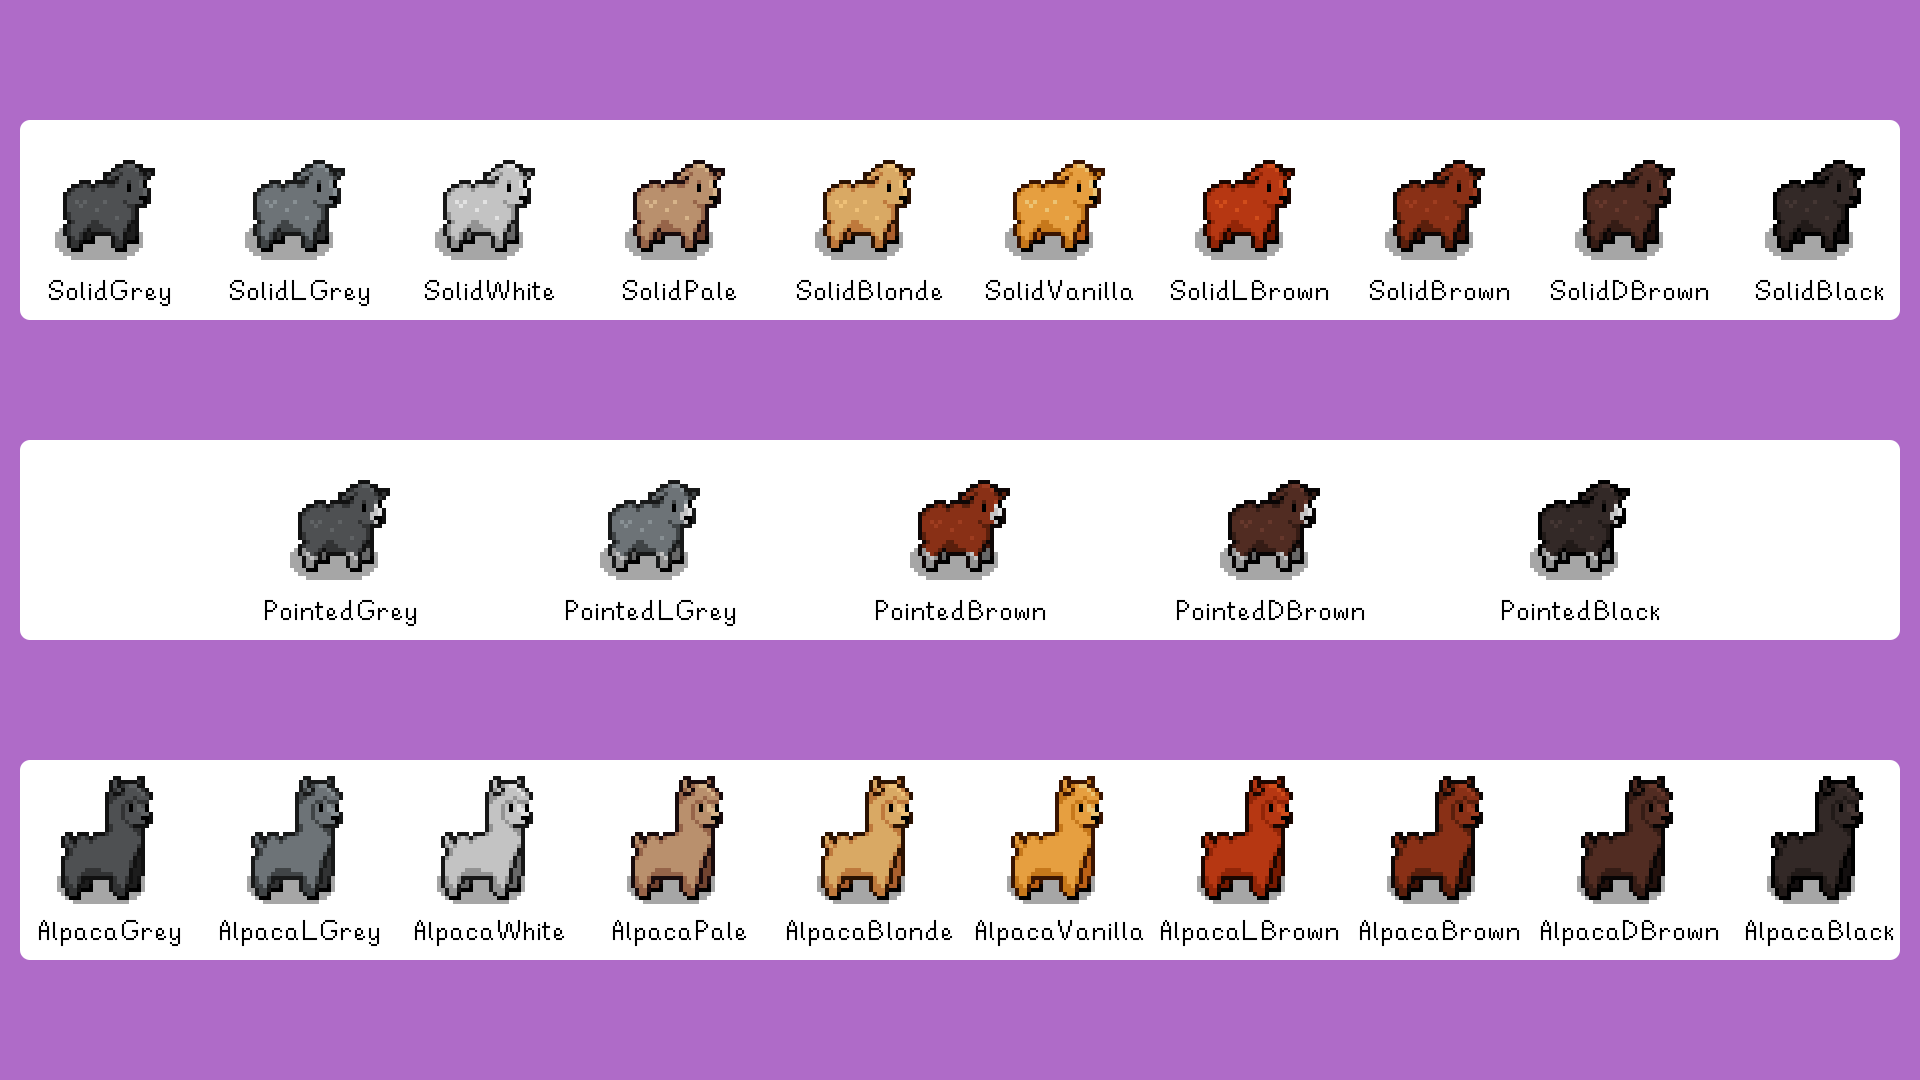 SolidGrey SolidLGrey SolidWhite SolidPale SolidBlonde SolidVanilla SolidLBrown SolidBrown SolidDBrown SolidBlack
PointedGrey PointedLGrey PointedBrown PointedDBrown PointedBlack
AlpacaGrey AlpacaLGrey AlpacaWhite AlpacaPale AlpacaBlonde AlpacaVanilla AlpacaLBrown AlpacaBrown AlpacaDBrown AlpacaBlack